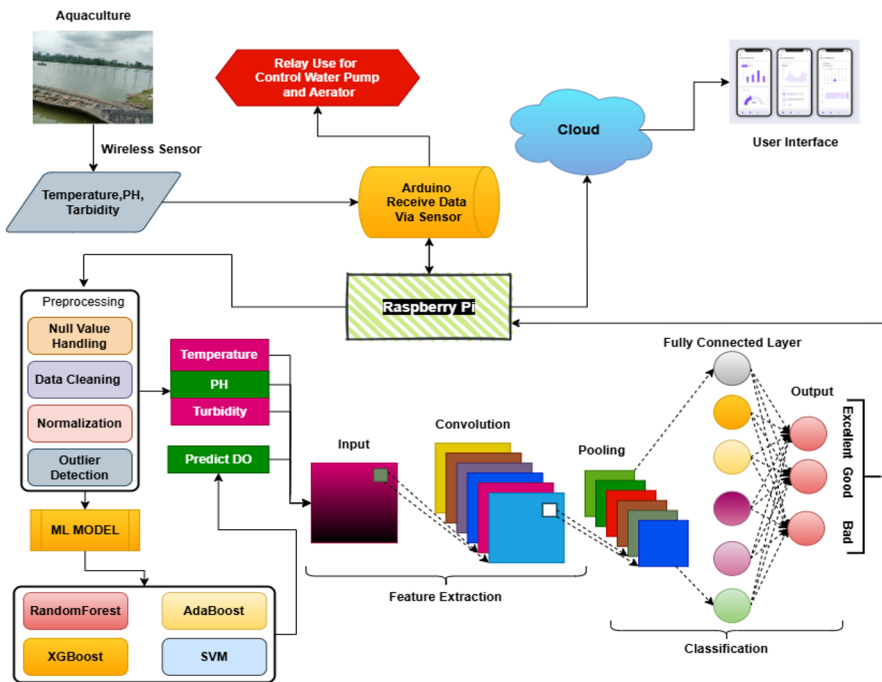 Aquaculture
Relay Use for
Control Water Pump
and Aerator
Cloud
User Interface
Wireless Sensor
Temperature,PH,
Tarbidity
Arduino
Receive Data
Via Sensor
Raspberry Pi
Preprocessing
Null Value
Handling
Data Cleaning
Normalization
Outlier
Detection
Temperature
PH
Turbidity
Predict DO
ML MODEL
RandomForest
AdaBoost
XGBoost
SVM
Input
Convolution
Pooling
Fully Connected Layer
Output
Excellent
Good
Bad
Feature Extraction
Classification